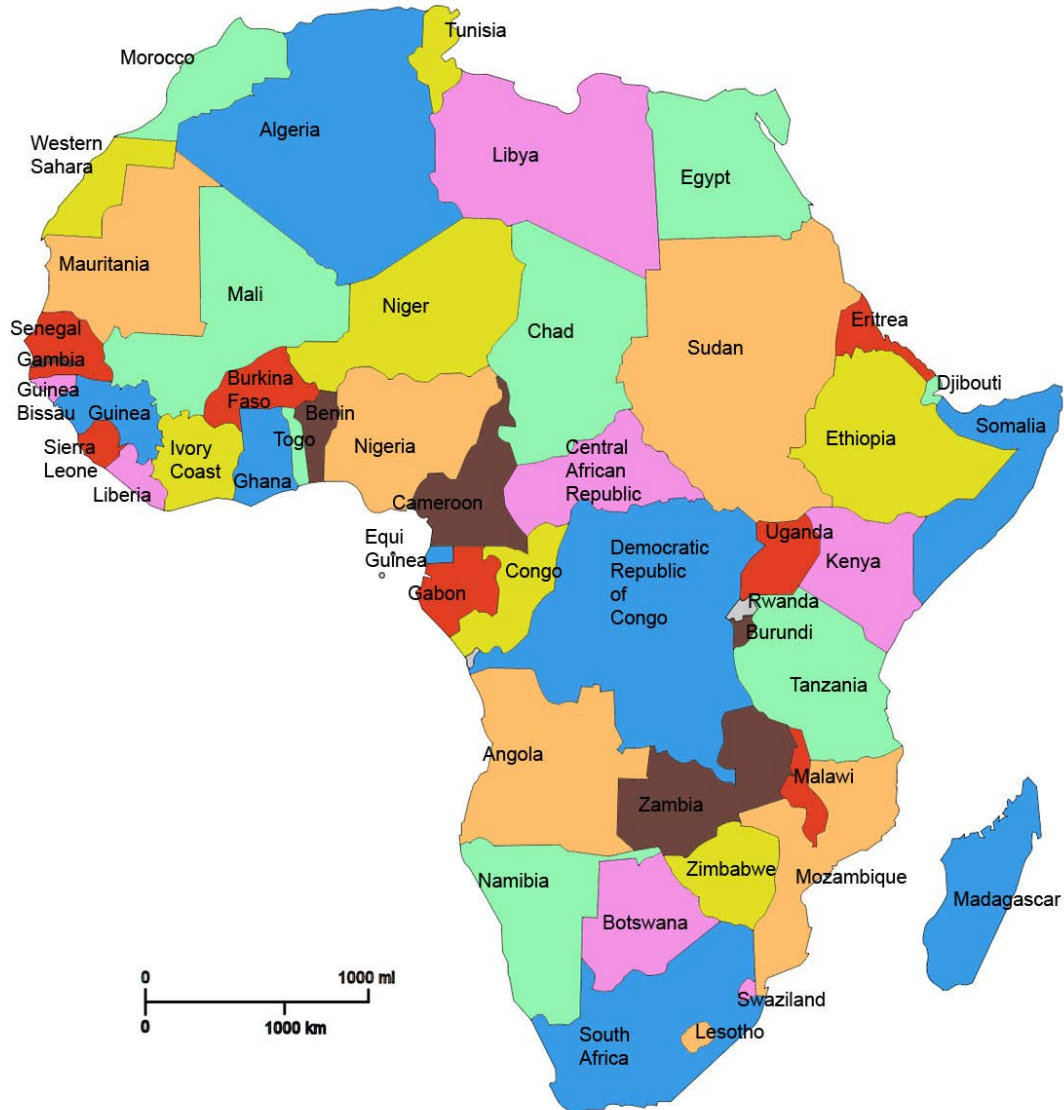 Tunisia
Morocco
Algeria
Western
Sahara
Libya
Egypt
Mauritania
Mali
Niger
Chad
Sudan
Eritrea
Senegal
Gambia
Guinea
Bissau
Guinea
Burkina
Faso
Benin
Djibouti
Somalia
Sierra
Leone
Ivory
Coast
Togo
Nigeria
Central
African
Republic
Ethiopia
Liberia
Ghana
Cameroon
Equi
Guinea
Gabon
Congo
Democratic
Republic
of
Congo
Uganda
Kenya
Rwanda
Burundi
Tanzania
Angola
Zambia
Malawi
Namibia
Zimbabwe
Mozambique
Botswana
Madagascar
Swaziland
Lesotho
South
Africa
0 1000 mi
0 1000 km